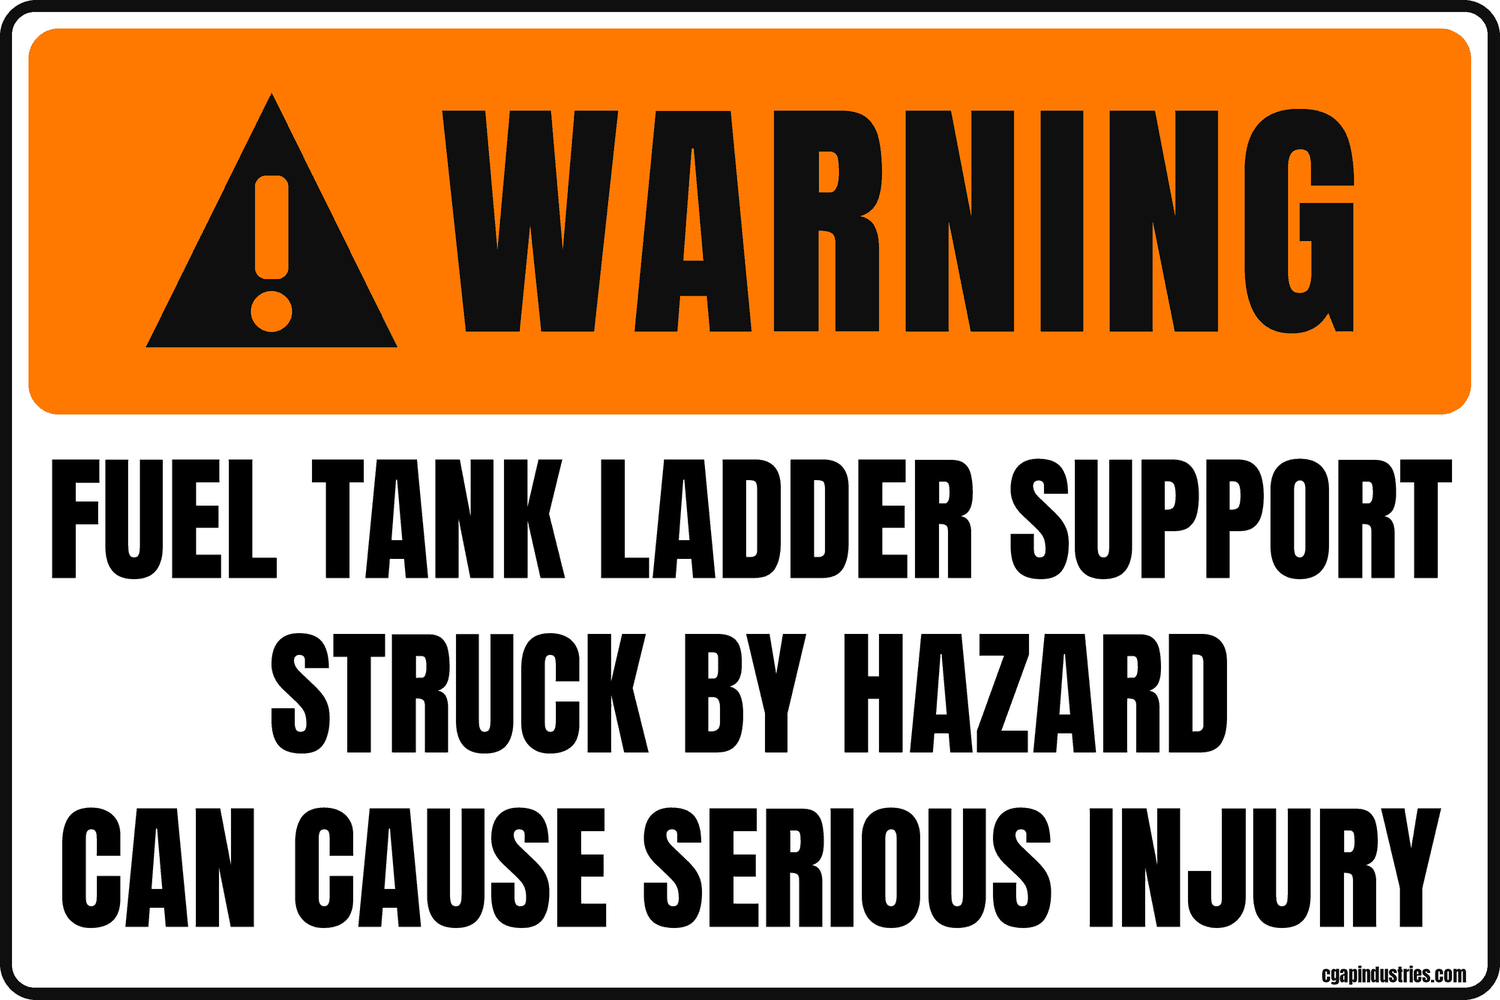 WARNING
FUEL TANK LADDER SUPPORT
STRUCK BY HAZARD
CAN CAUSE SERIOUS INJURY
cgapindustries.com